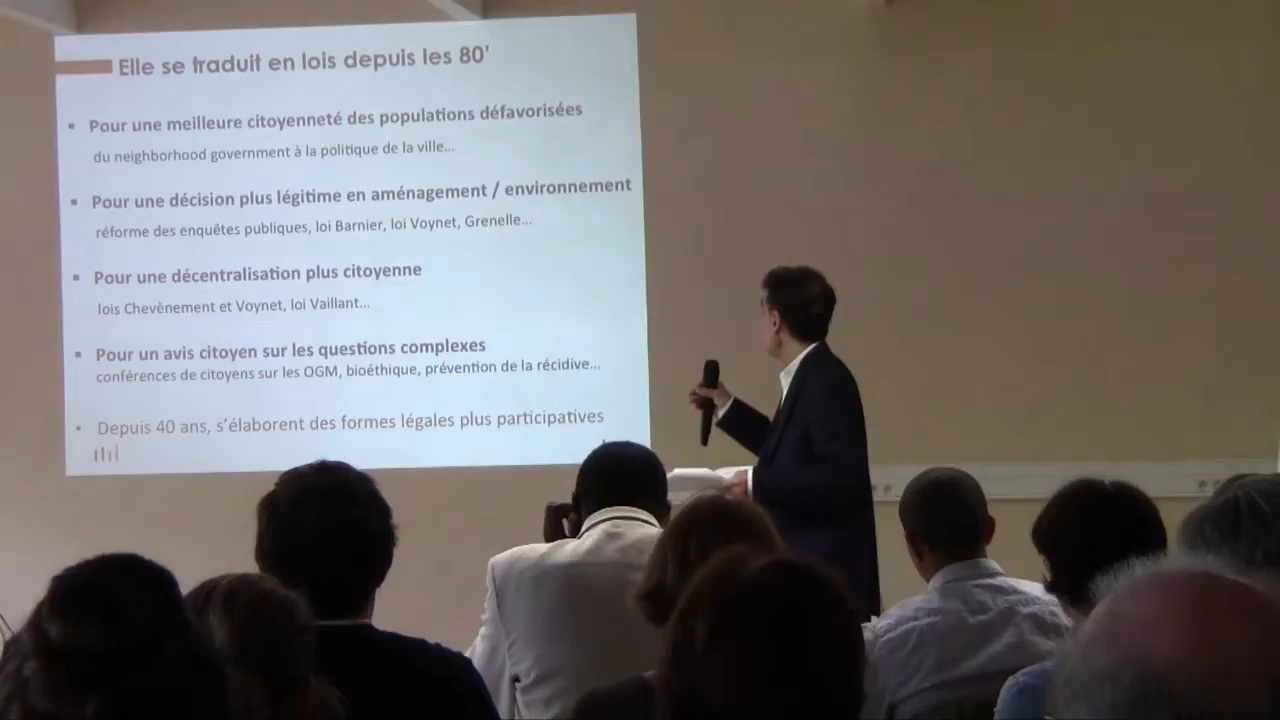 Elle se traduit en lois depuis les 80'
▪ Pour une meilleure citoyenneté des populations défavorisées
du neighborhood government à la politique de la ville...
▪ Pour une décision plus légitime en aménagement / environnement
réforme des enquêtes publiques, loi Barnier, loi Voynet, Grenelle...
▪ Pour une décentralisation plus citoyenne
lois Chevènement et Voynet, loi Vaillant...
▪ Pour un avis citoyen sur les questions complexes
conférences de citoyens sur les OGM, bioéthique, prévention de la récidive...
▪ Depuis 40 ans, s'élaborent des formes légales plus participatives